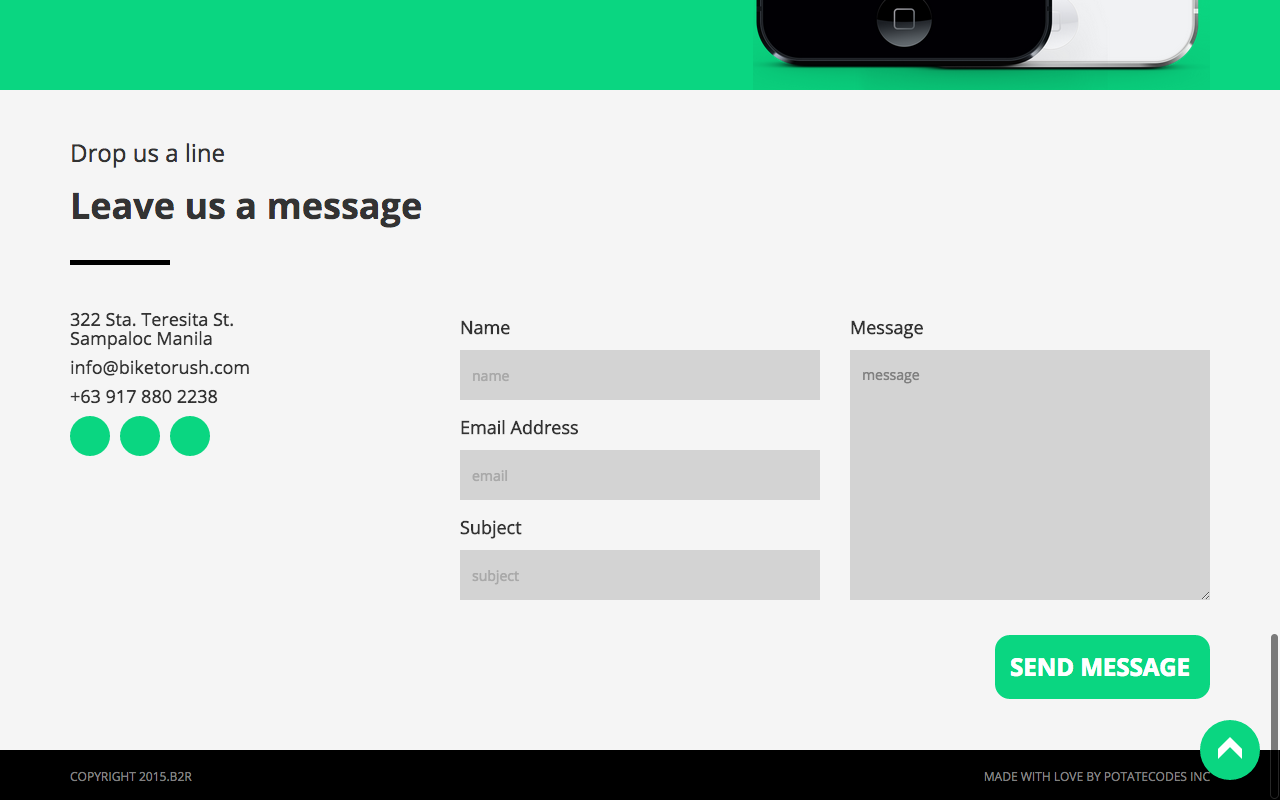 Drop us a line
Leave us a message
322 Sta. Teresita St.
Sampaloc Manila
info@biketorush.com
+63 917 880 2238
Name
name
Email Address
email
Subject
subject
Message
message
SEND MESSAGE
COPYRIGHT 2015.B2R
MADE WITH LOVE BY POTATECODES INC